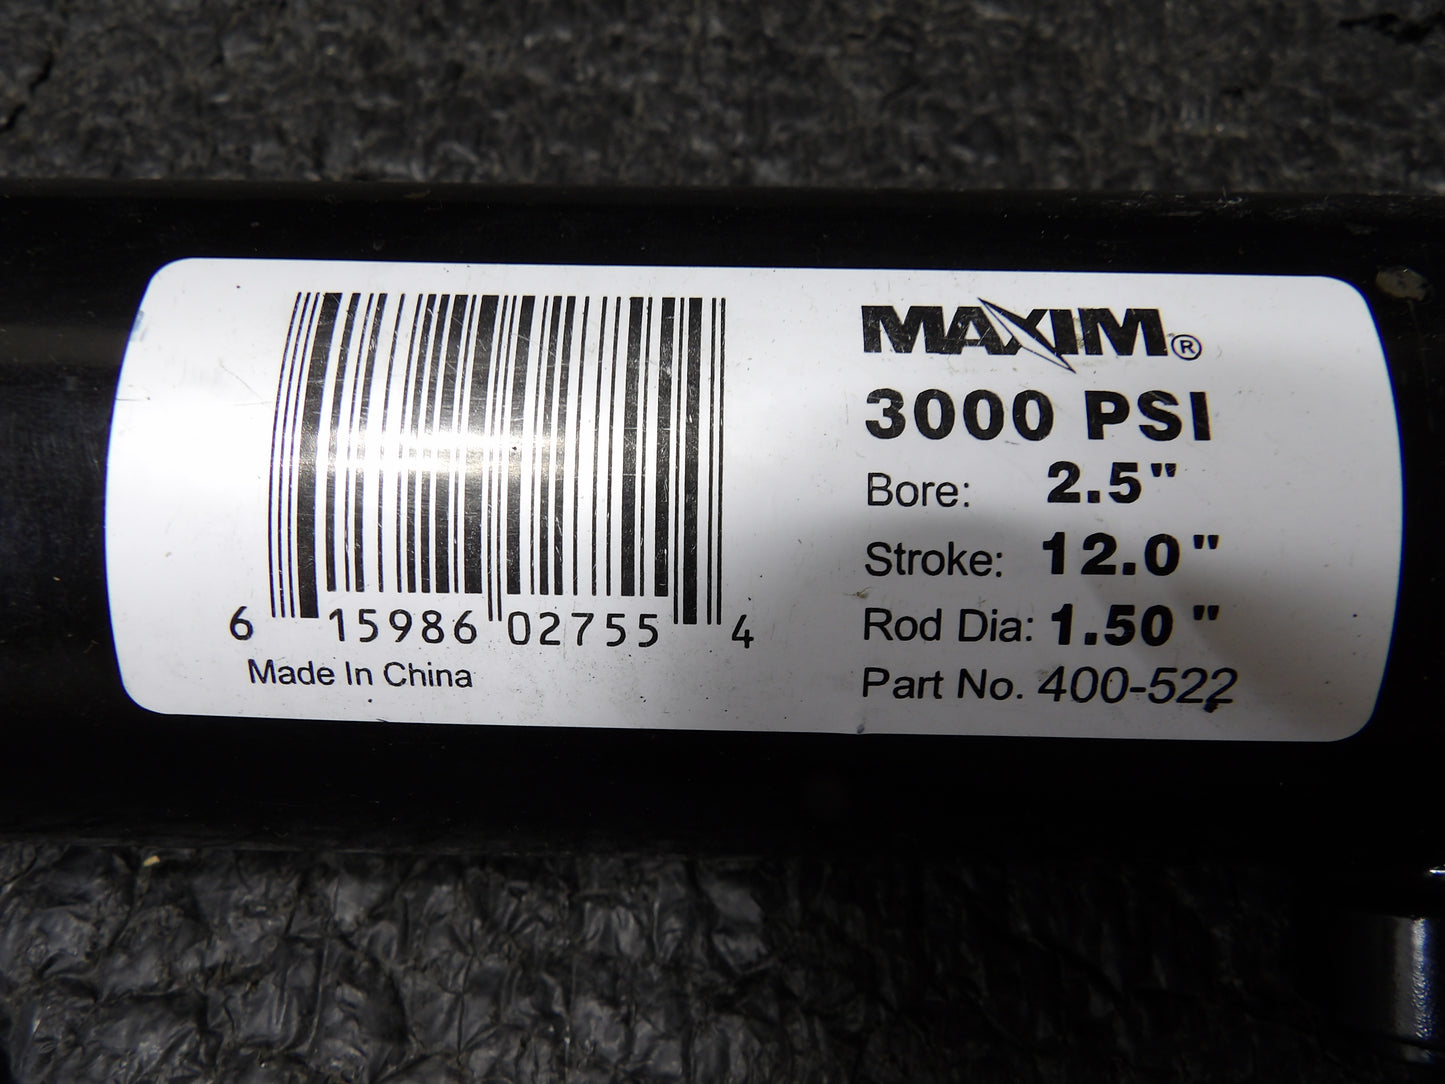 6 15986 02755 4
Made In China
MAXIM®
3000 PSI
Bore: 2.5"
Stroke: 12.0"
Rod Dia: 1.50"
Part No. 400-522